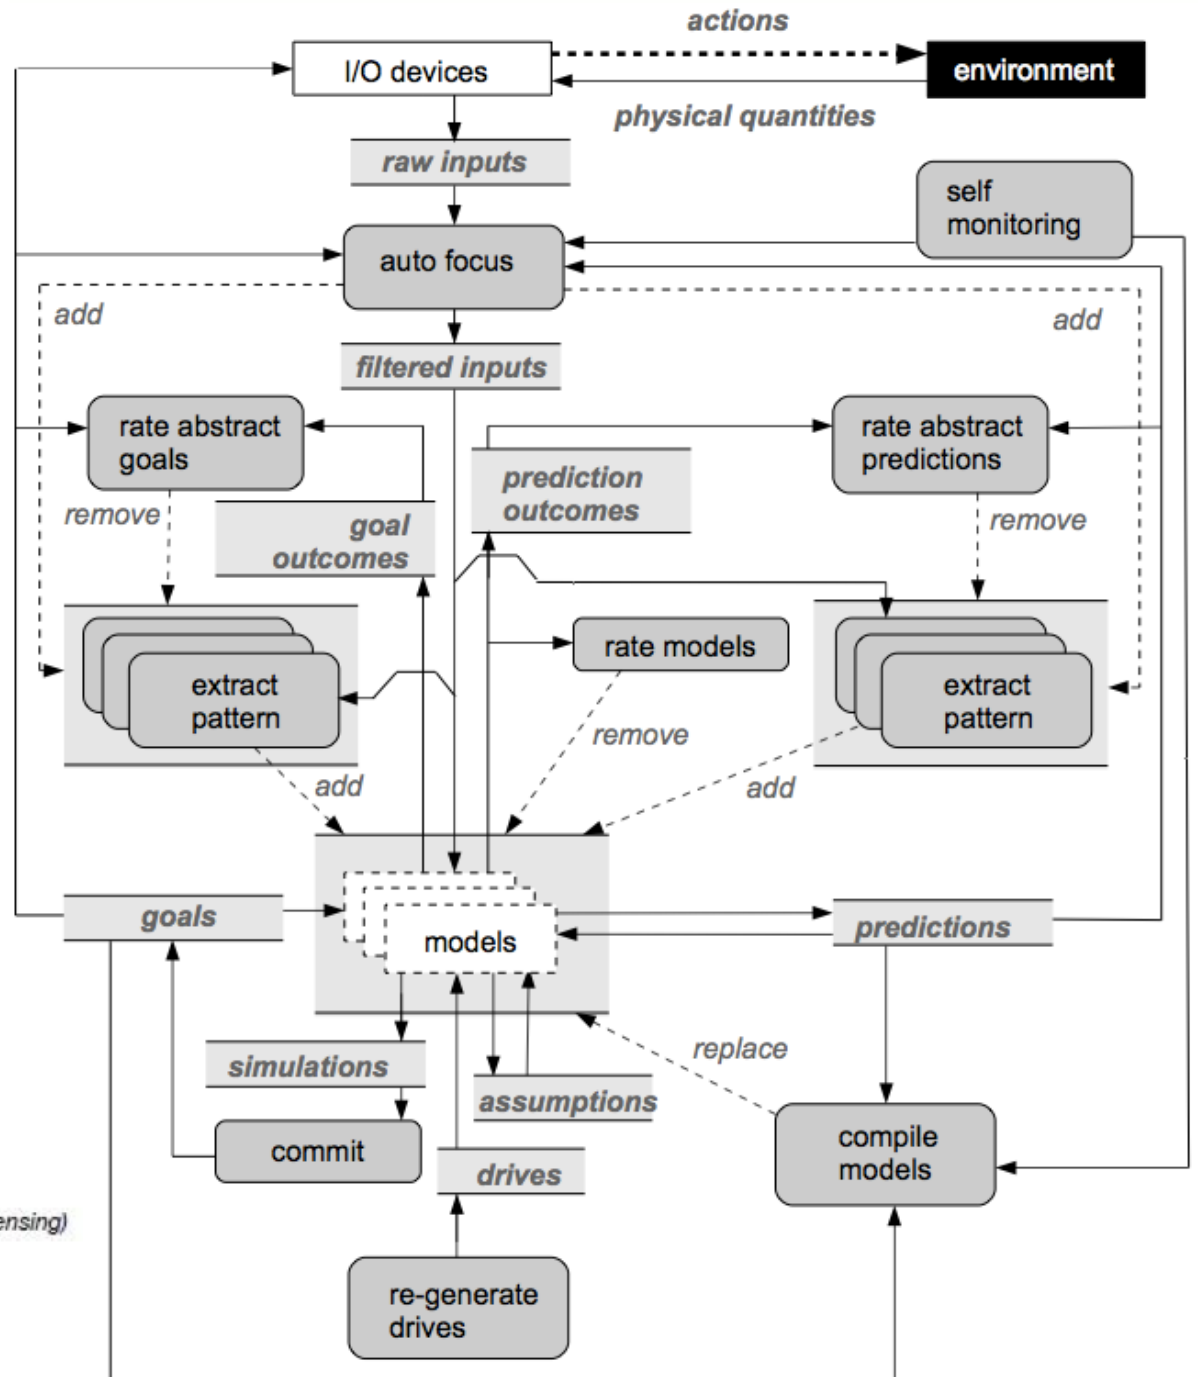 actions
I/O devices
environment
physical quantities
raw inputs
self
monitoring
auto focus
add
add
filtered inputs
rate abstract
goals
rate abstract
predictions
prediction
outcomes
remove
goal
outcomes
remove
rate models
extract
pattern
extract
pattern
remove
add
add
goals
models
predictions
simulations
replace
assumptions
commit
compile
models
drives
ensing)
re-generate
drives